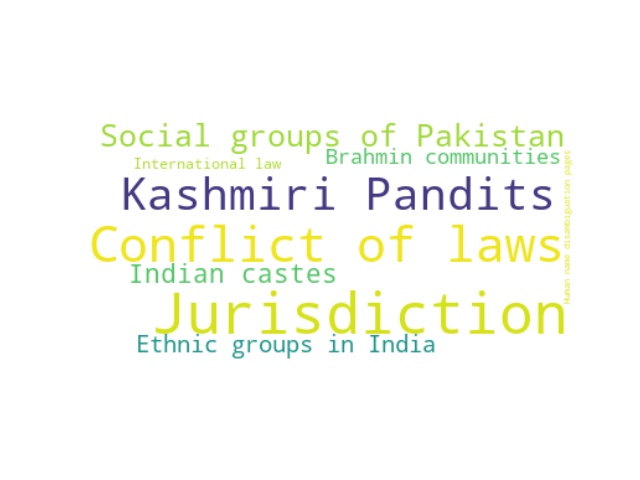 Social groups of Pakistan
Brahmin communities
International law
Kashmiri Pandits
Conflict of laws
Indian castes
Jurisdiction
Ethnic groups in India
Human name disambiguation pages